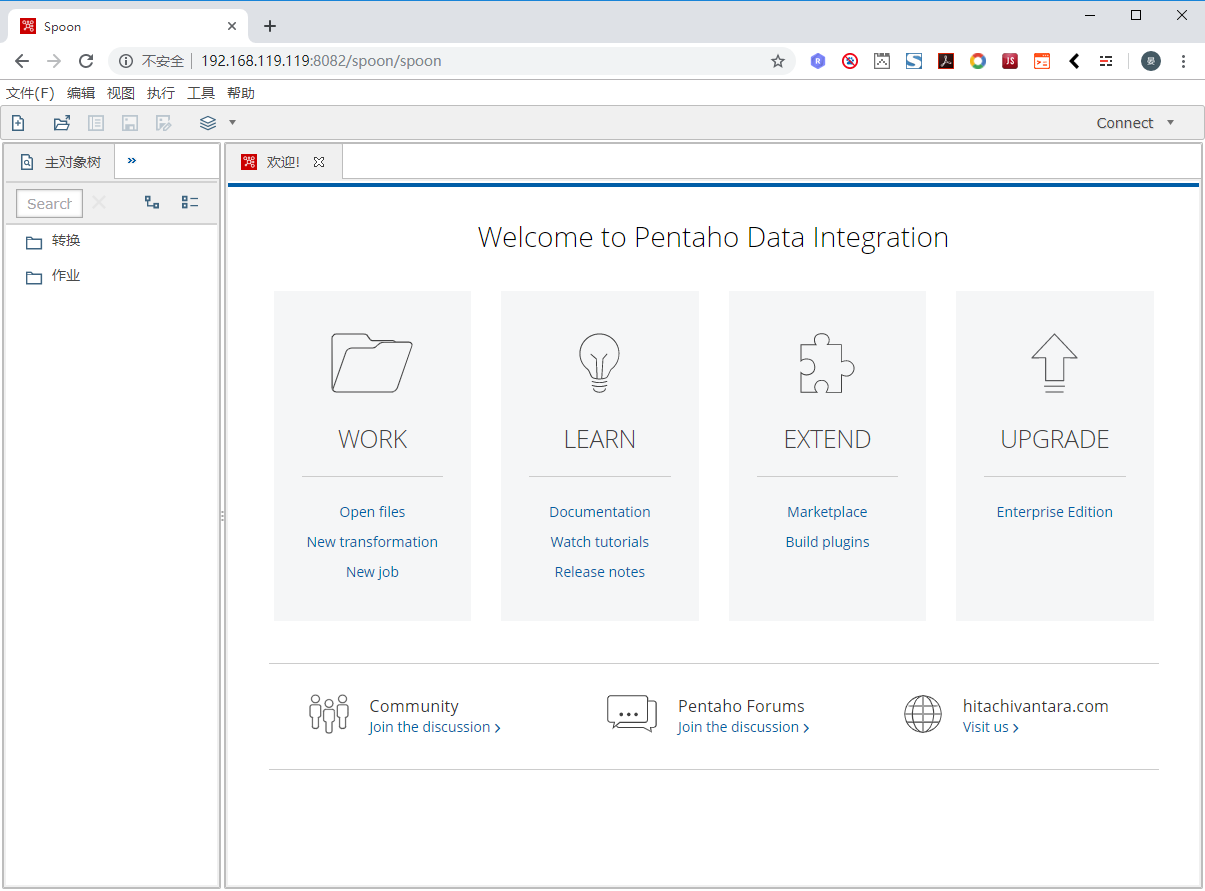 Spoon
不安全 192.168.119.119:8082/spoon/spoon
文件(F) 编辑 视图 执行 工具 帮助
Connect
主对象树
欢迎!
Search
转换
作业
Welcome to Pentaho Data Integration
WORK
Open files
New transformation
New job
LEARN
Documentation
Watch tutorials
Release notes
EXTEND
Marketplace
Build plugins
UPGRADE
Enterprise Edition
Community
Join the discussion
Pentaho Forums
Join the discussion
hitachivantara.com
Visit us